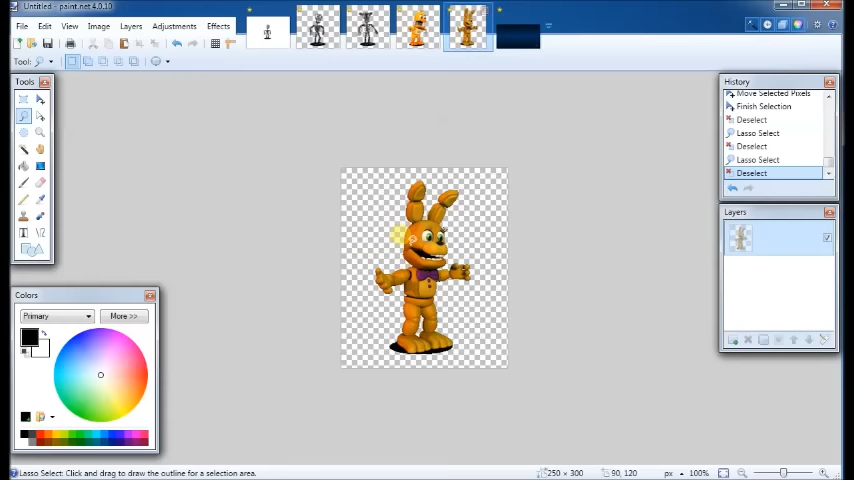 Untitled - paint.net 4.0.10
File Edit View Image Adjustments Effects
Tool:
Tools
History
Move Selected Pixels
Finish Selection
Deselect
Lasso Select
Deselect
Lasso Select
Deselect
Layers
Colors
Primary
More >>
Lasso Select: Click and drag to draw the outline for a selection area.
250 × 300
90, 120
px
100%